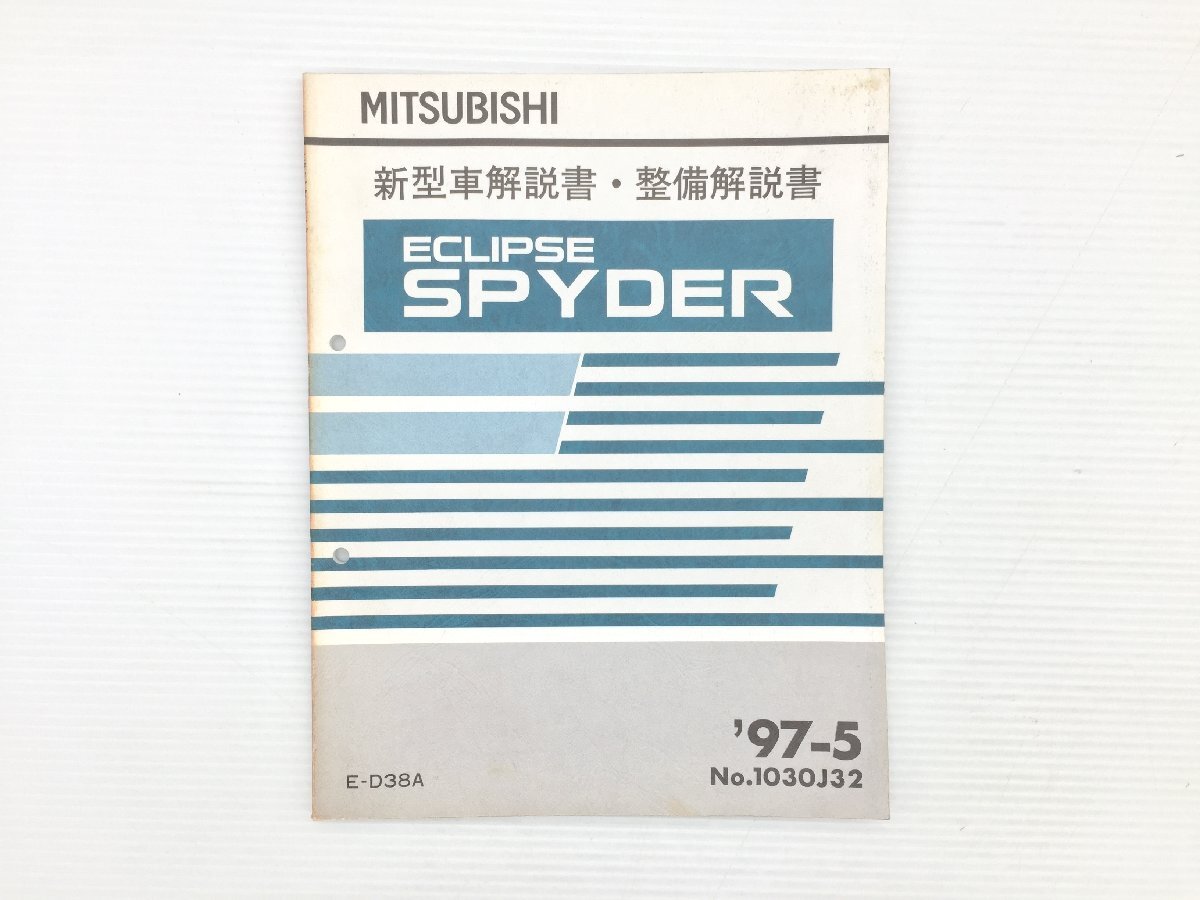 MITSUBISHI
新型車解説書・整備解説書
ECLIPSE
SPYDER
'97-5
No.1030J32
E-D38A